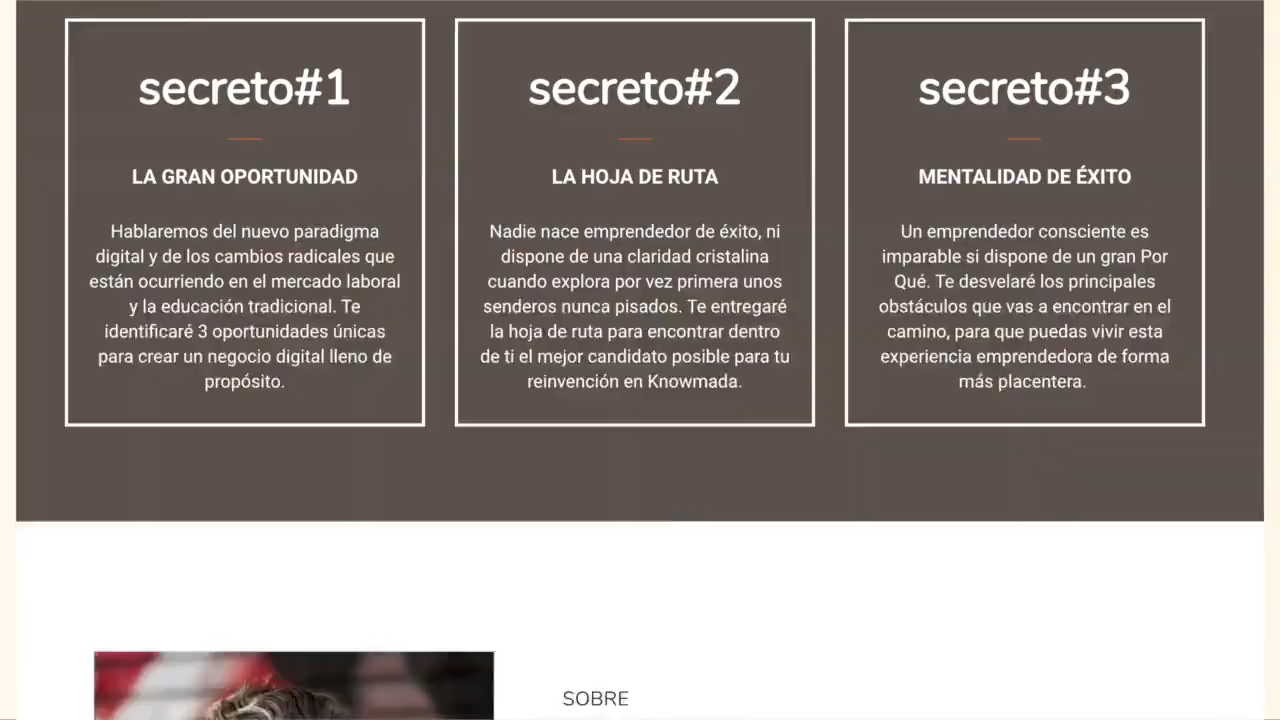 secreto#1
LA GRAN OPORTUNIDAD
Hablaremos del nuevo paradigma
digital y de los cambios radicales que
están ocurriendo en el mercado laboral
y la educación tradicional. Te
identificaré 3 oportunidades únicas
para crear un negocio digital lleno de
propósito.
secreto#2
LA HOJA DE RUTA
Nadie nace emprendedor de éxito, ni
dispone de una claridad cristalina
cuando explora por vez primera unos
senderos nunca pisados. Te entregaré
la hoja de ruta para encontrar dentro
de ti el mejor candidato posible para tu
reinvención en Knowmada.
secreto#3
MENTALIDAD DE ÉXITO
Un emprendedor consciente es
imparable si dispone de un gran Por
Qué. Te desvelaré los principales
obstáculos que vas a encontrar en el
camino, para que puedas vivir esta
experiencia emprendedora de forma
más placentera.
SOBRE